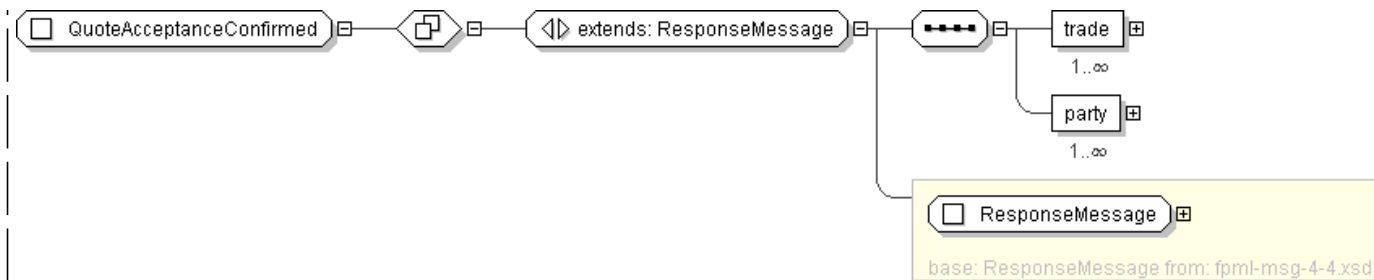 QuoteAcceptanceConfirmed
extends: ResponseMessage
trade
1..∞
party
1..∞
ResponseMessage
base: ResponseMessage from: fpml-msg-4-4.xsd